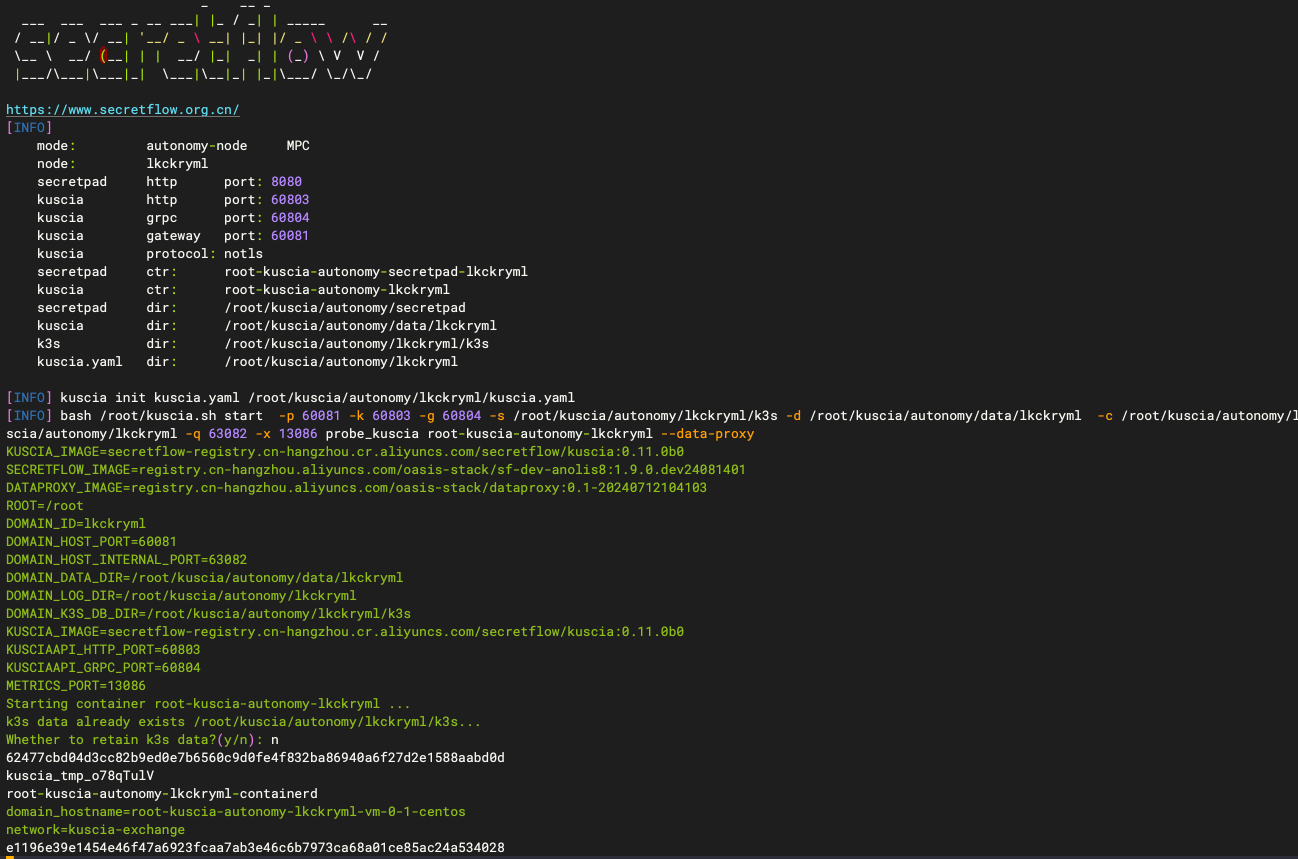 https://www.secretflow.org.cn/
[INFO]
mode: autonomy-node MPC
node: lkckryml
secretpad http port: 8080
kuscia http port: 60803
kuscia grpc port: 60804
kuscia gateway port: 60081
kuscia protocol: notls
secretpad ctr: root-kuscia-autonomy-secretpad-lkckryml
kuscia ctr: root-kuscia-autonomy-lkckryml
secretpad dir: /root/kuscia/autonomy/secretpad
kuscia dir: /root/kuscia/autonomy/data/lkckryml
k3s dir: /root/kuscia/autonomy/lkckryml/k3s
kuscia.yaml dir: /root/kuscia/autonomy/lkckryml
[INFO] kuscia init kuscia.yaml /root/kuscia/autonomy/lkckryml/kuscia.yaml
[INFO] bash /root/kuscia.sh start -p 60081 -k 60803 -g 60804 -s /root/kuscia/autonomy/lkckryml/k3s -d /root/kuscia/autonomy/data/lkckryml -c /root/kuscia/autonomy/l
scia/autonomy/lkckryml -q 63082 -x 13086 probe_kuscia root-kuscia-autonomy-lkckryml --data-proxy
KUSCIA_IMAGE=secretflow-registry.cn-hangzhou.cr.aliyuncs.com/secretflow/kuscia:0.11.0b0
SECRETFLOW_IMAGE=registry.cn-hangzhou.aliyuncs.com/oasis-stack/sf-dev-anolis8:1.9.0.dev24081401
DATAPROXY_IMAGE=registry.cn-hangzhou.aliyuncs.com/oasis-stack/dataproxy:0.1-20240712104103
ROOT=/root
DOMAIN_ID=lkckryml
DOMAIN_HOST_PORT=60081
DOMAIN_HOST_INTERNAL_PORT=63082
DOMAIN_DATA_DIR=/root/kuscia/autonomy/data/lkckryml
DOMAIN_LOG_DIR=/root/kuscia/autonomy/lkckryml
DOMAIN_K3S_DB_DIR=/root/kuscia/autonomy/lkckryml/k3s
KUSCIA_IMAGE=secretflow-registry.cn-hangzhou.cr.aliyuncs.com/secretflow/kuscia:0.11.0b0
KUSCIAAPI_HTTP_PORT=60803
KUSCIAAPI_GRPC_PORT=60804
METRICS_PORT=13086
Starting container root-kuscia-autonomy-lkckryml ...
k3s data already exists /root/kuscia/autonomy/lkckryml/k3s...
Whether to retain k3s data?(y/n): n
62477cbd04d3cc82b9ed0e7b6560c9d0fe4f832ba86940a6f27d2e1588aabd0d
kuscia_tmp_o78qTulV
root-kuscia-autonomy-lkckryml-containerd
domain_hostname=root-kuscia-autonomy-lkckryml-vm-0-1-centos
network=kuscia-exchange
e1196e39e1454e46f47a6923fcaa7ab3e46c6b7973ca68a01ce85ac24a534028